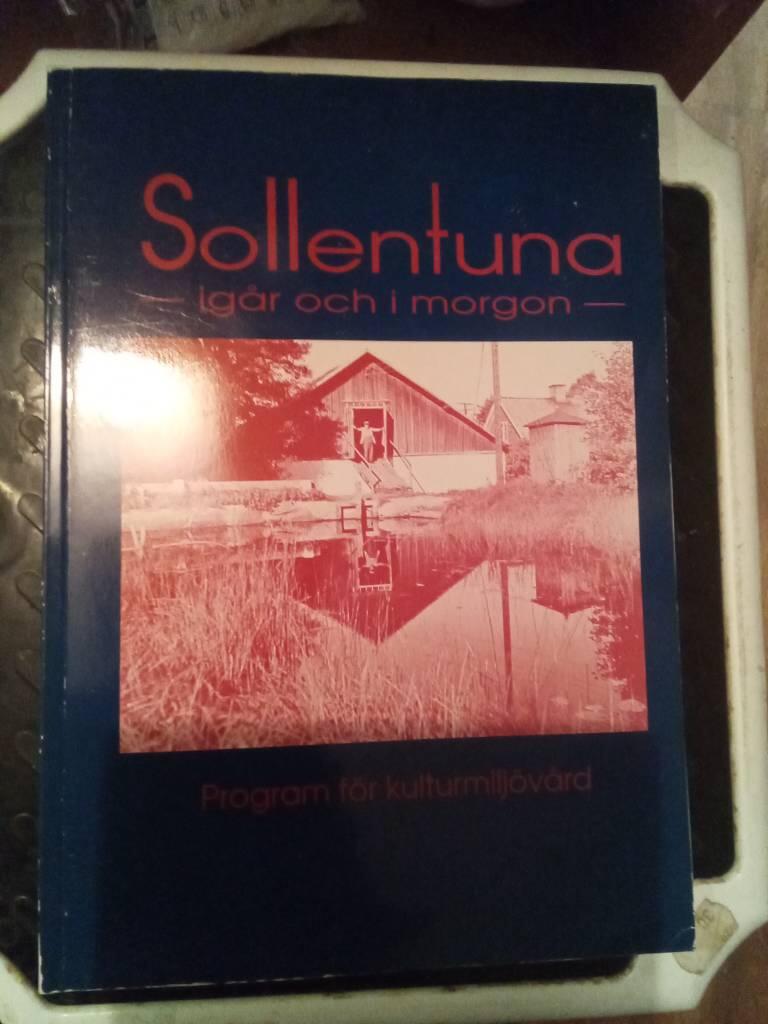 Sollentuna
— igår och i morgon —
Program för kulturmiljövård